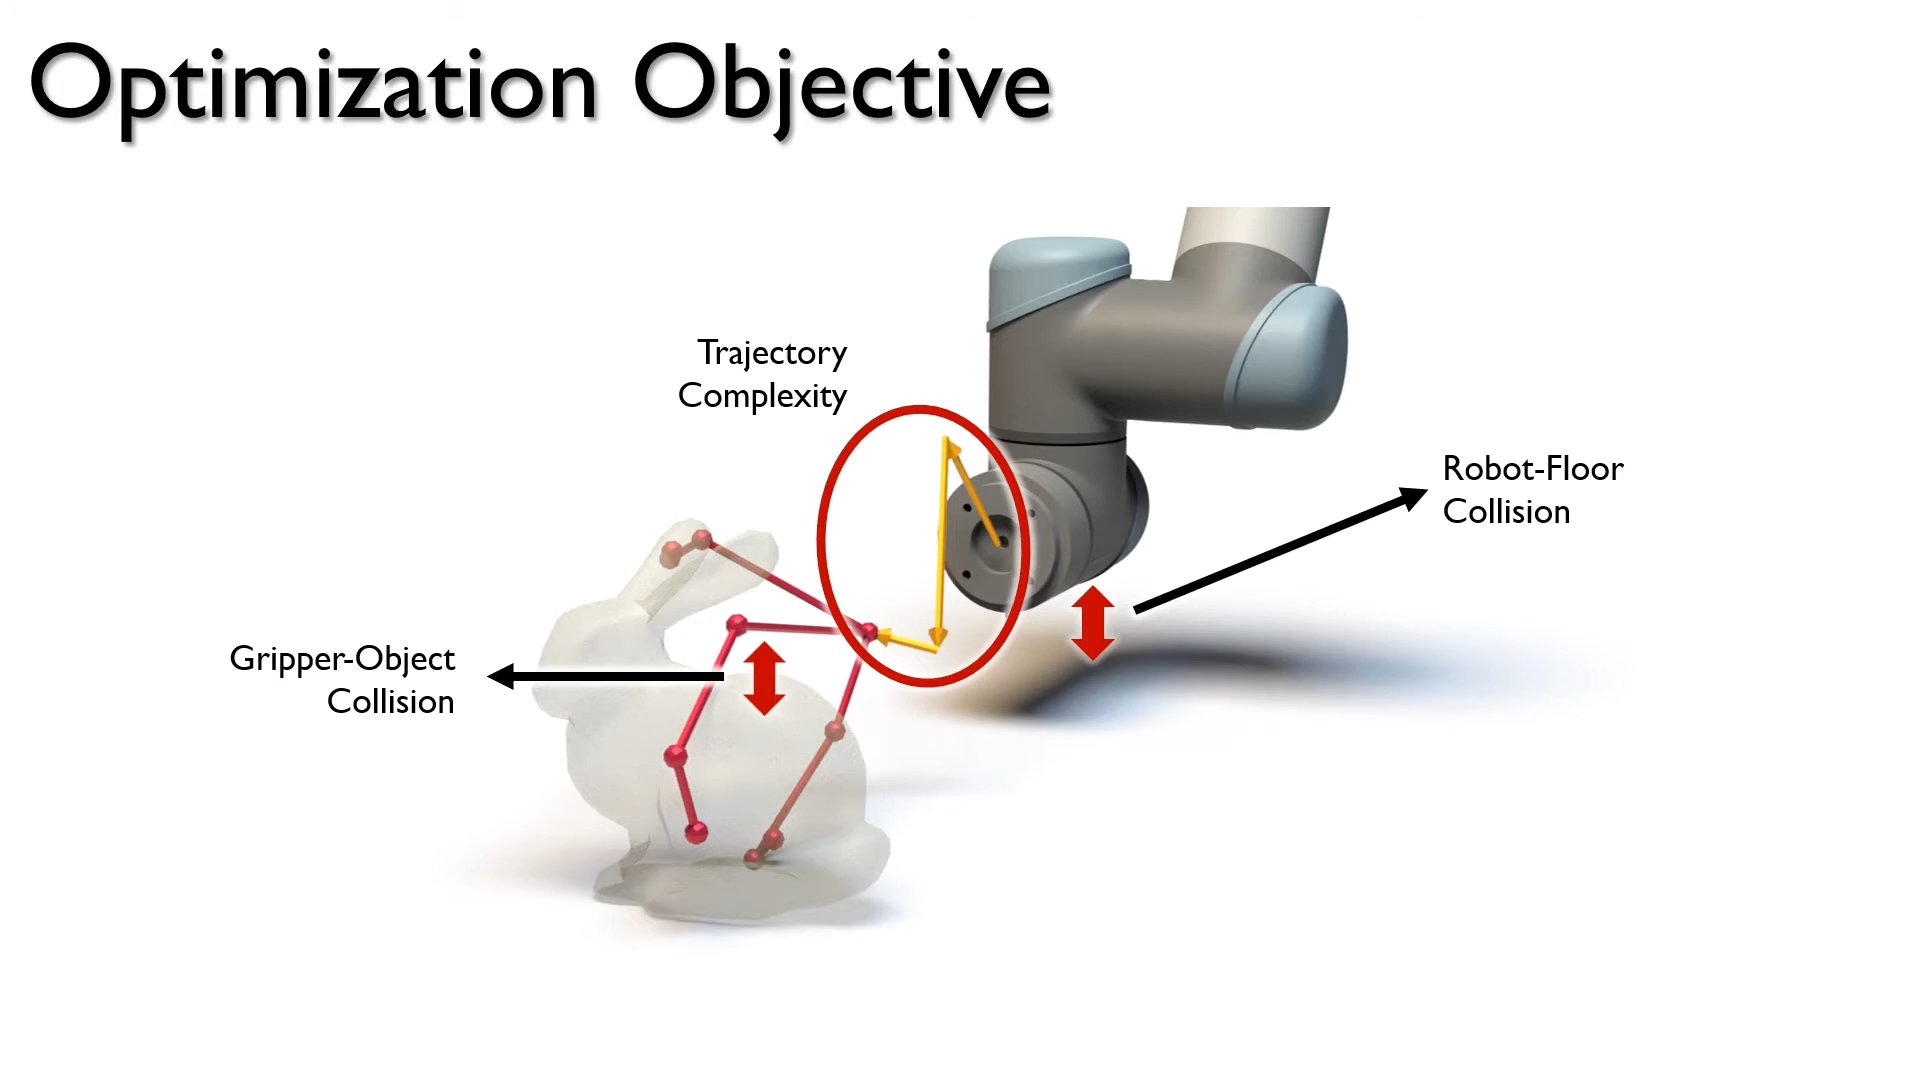 Optimization Objective
Trajectory
Complexity
Robot-Floor
Collision
Gripper-Object
Collision